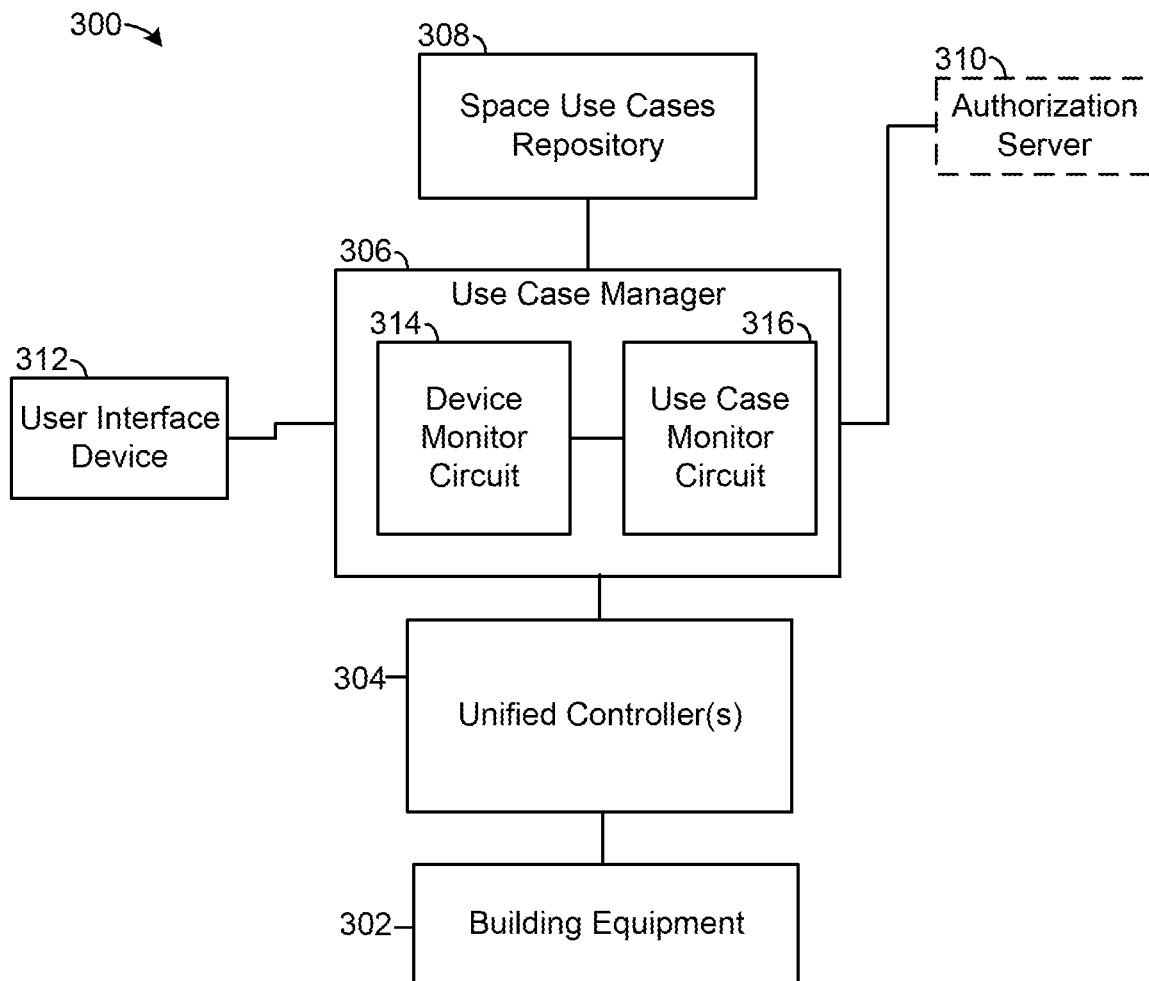 300
308
Space Use Cases
Repository
310
Authorization
Server
306
Use Case Manager
314
Device
Monitor
Circuit
316
Use Case
Monitor
Circuit
312
User Interface
Device
304
Unified Controller(s)
302
Building Equipment